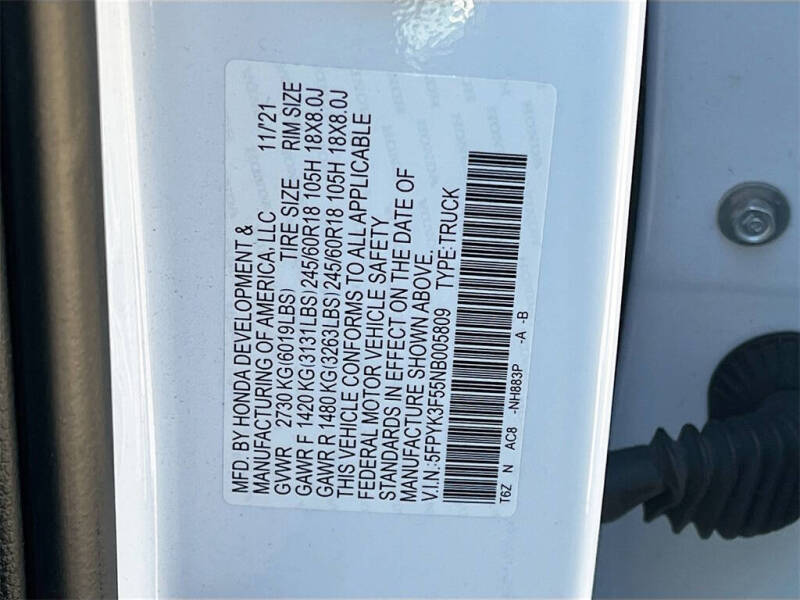 MFD. BY HONDA DEVELOPMENT &
MANUFACTURING OF AMERICA, LLC 11/'21
GVWR 2730 KG(6019LBS) TIRE SIZE RIM SIZE
GAWR F 1420 KG(3131LBS)245/60R18 105H 18X8.0J
GAWR R 1480 KG(3263LBS)245/60R18 105H 18X8.0J
THIS VEHICLE CONFORMS TO ALL APPLICABLE
FEDERAL MOTOR VEHICLE SAFETY
STANDARDS IN EFFECT ON THE DATE OF
MANUFACTURE SHOWN ABOVE.
V.I.N.:5FPYK3F55NB005809 TYPE:TRUCK
T6Z N AC8 -NH883P -A -B